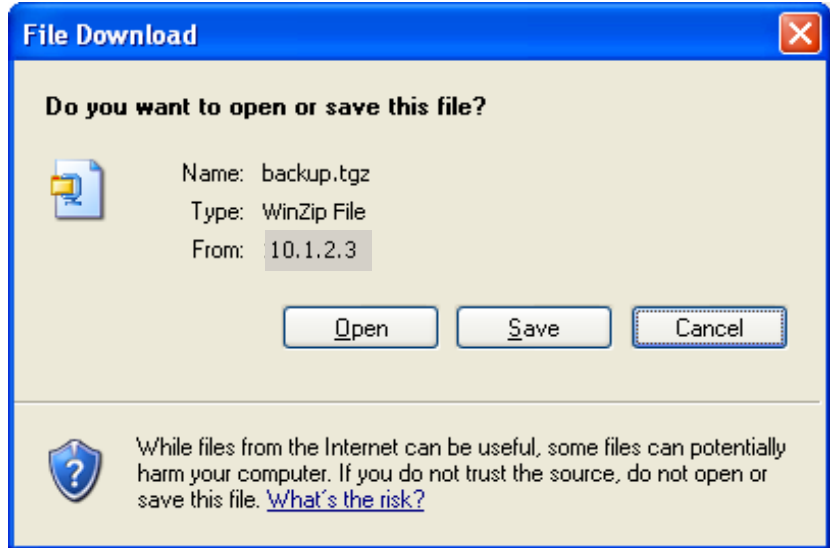 File Download
Do you want to open or save this file?
Name: backup.tgz
Type: WinZip File
From: 10.1.2.3
Open Save Cancel
While files from the Internet can be useful, some files can potentially
harm your computer. If you do not trust the source, do not open or
save this file. What's the risk?